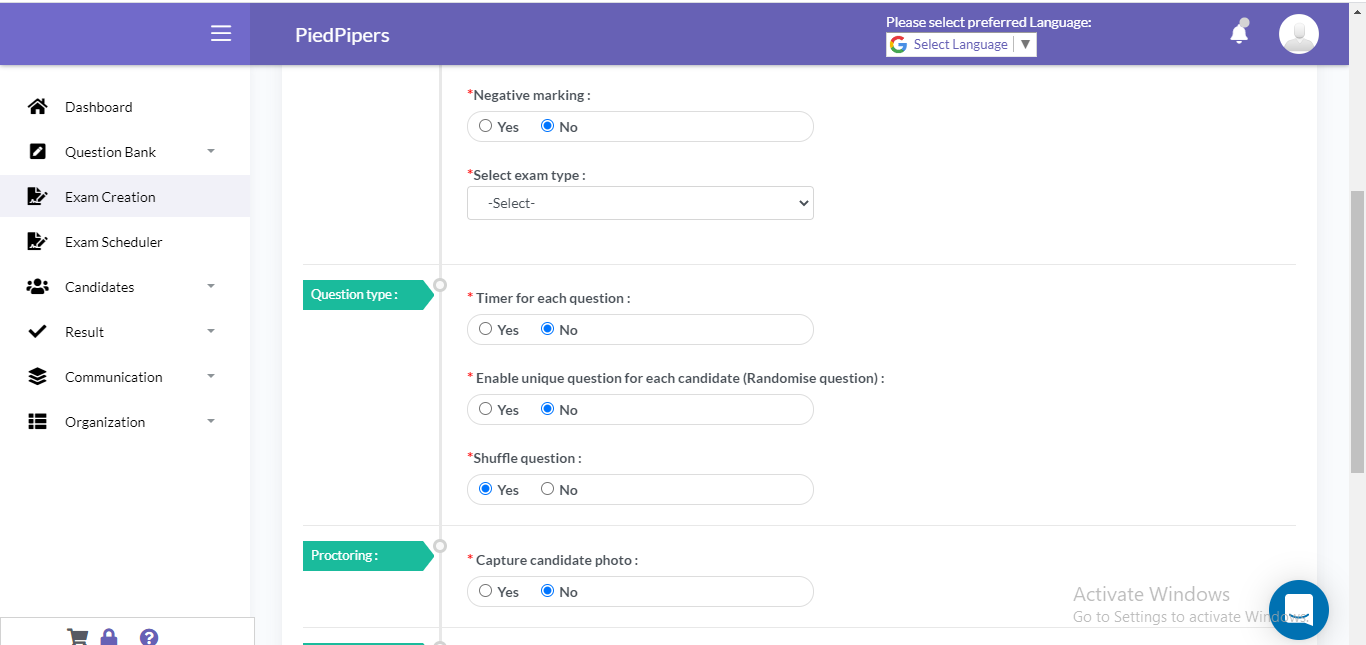 PiedPipers
Please select preferred Language:
Select Language ▼
Dashboard
Question Bank
Exam Creation
Exam Scheduler
Candidates
Result
Communication
Organization
*Negative marking :
Yes No
*Select exam type :
-Select-
Question type :
* Timer for each question :
Yes No
* Enable unique question for each candidate (Randomise question) :
Yes No
*Shuffle question :
Yes No
Proctoring :
* Capture candidate photo :
Yes No
Activate Windows
Go to Settings to activate Windows.